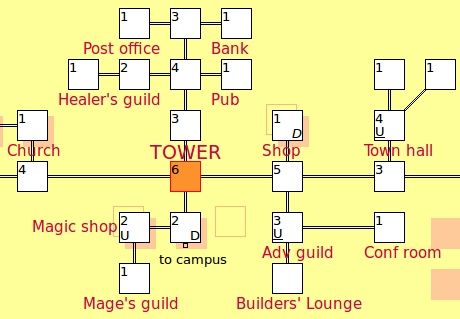 1 3 1
Post office Bank
1 2 4 1
Healer's guild Pub
1 1
1 3 1 D 4 U
Church TOWER Shop Town hall
4 6 5 3
Magic shop 2 U 2 D 3 U 1
to campus Adv guild Conf room
1
Mage's guild Builders' Lounge